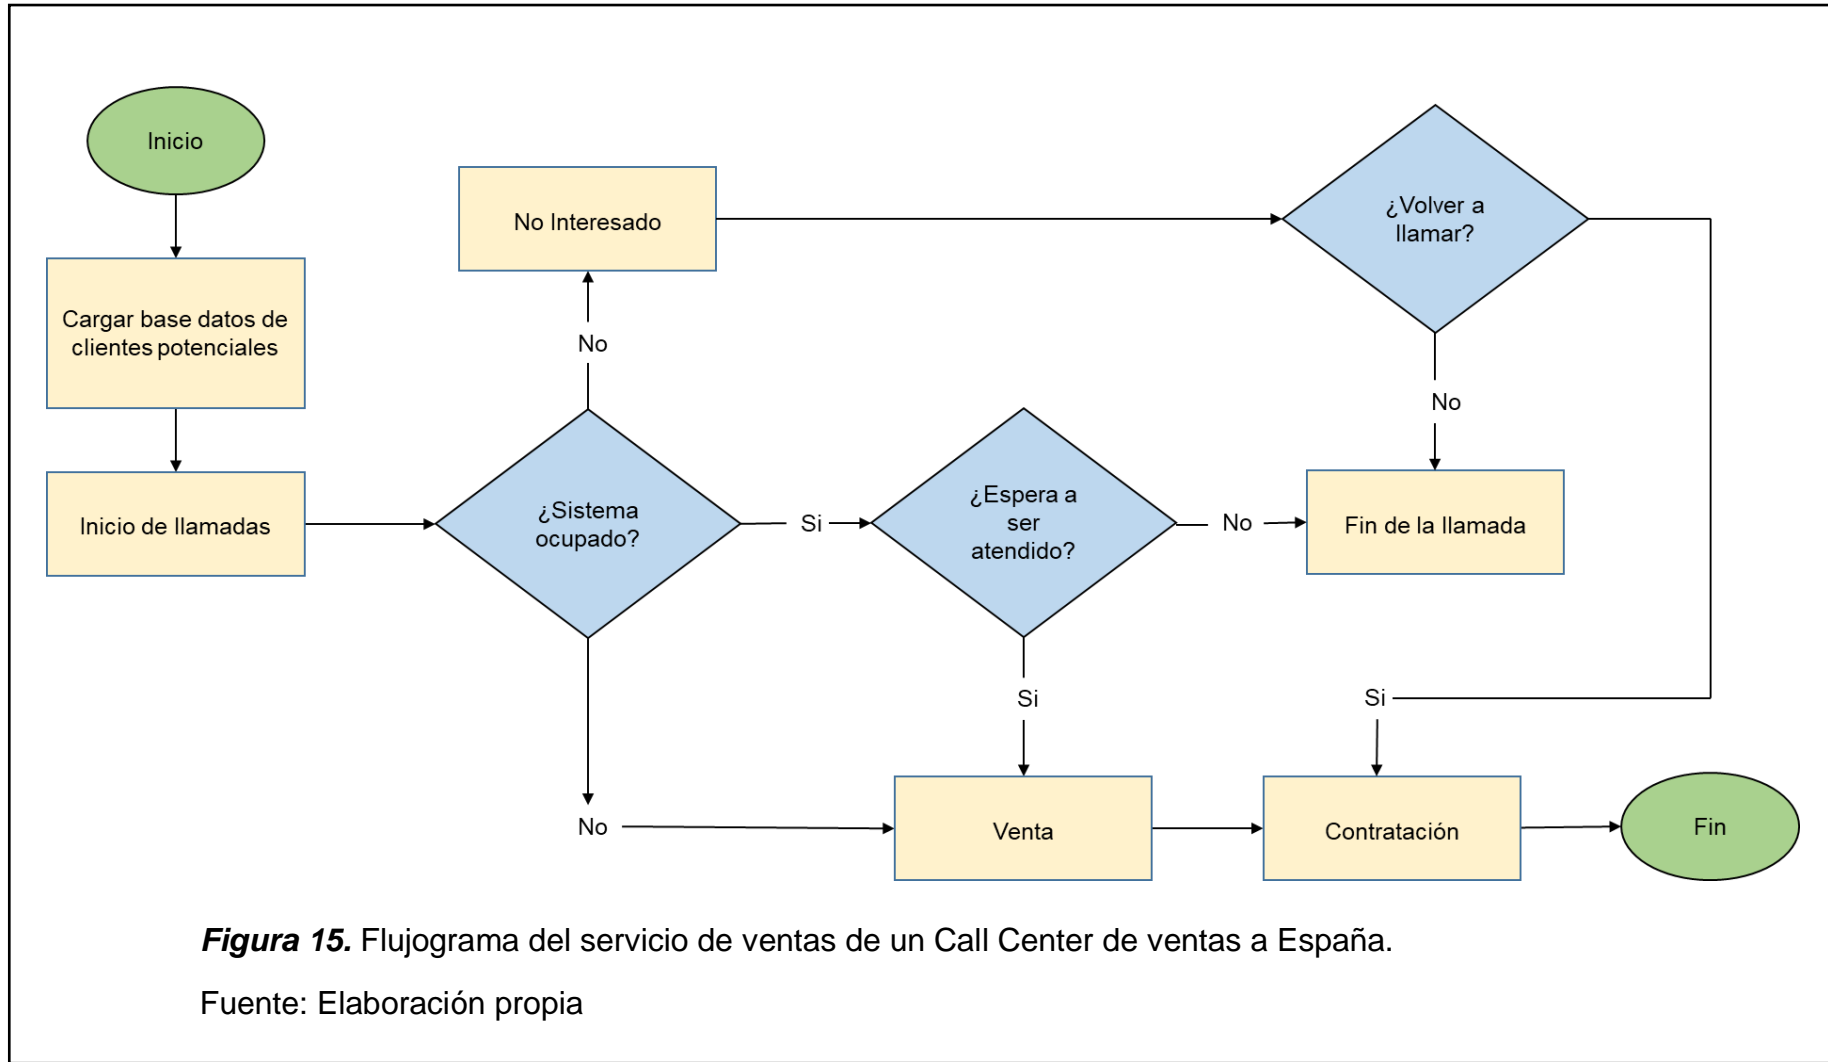 Inicio
Cargar base datos de
clientes potenciales
Inicio de llamadas
No Interesado
No
¿Sistema
ocupado?
No
Si
¿Espera a
ser
atendido?
No
Si
¿Volver a
llamar?
No
Fin de la llamada
Si
Venta
Contratación
Fin
Figura 15. Flujograma del servicio de ventas de un Call Center de ventas a España.
Fuente: Elaboración propia